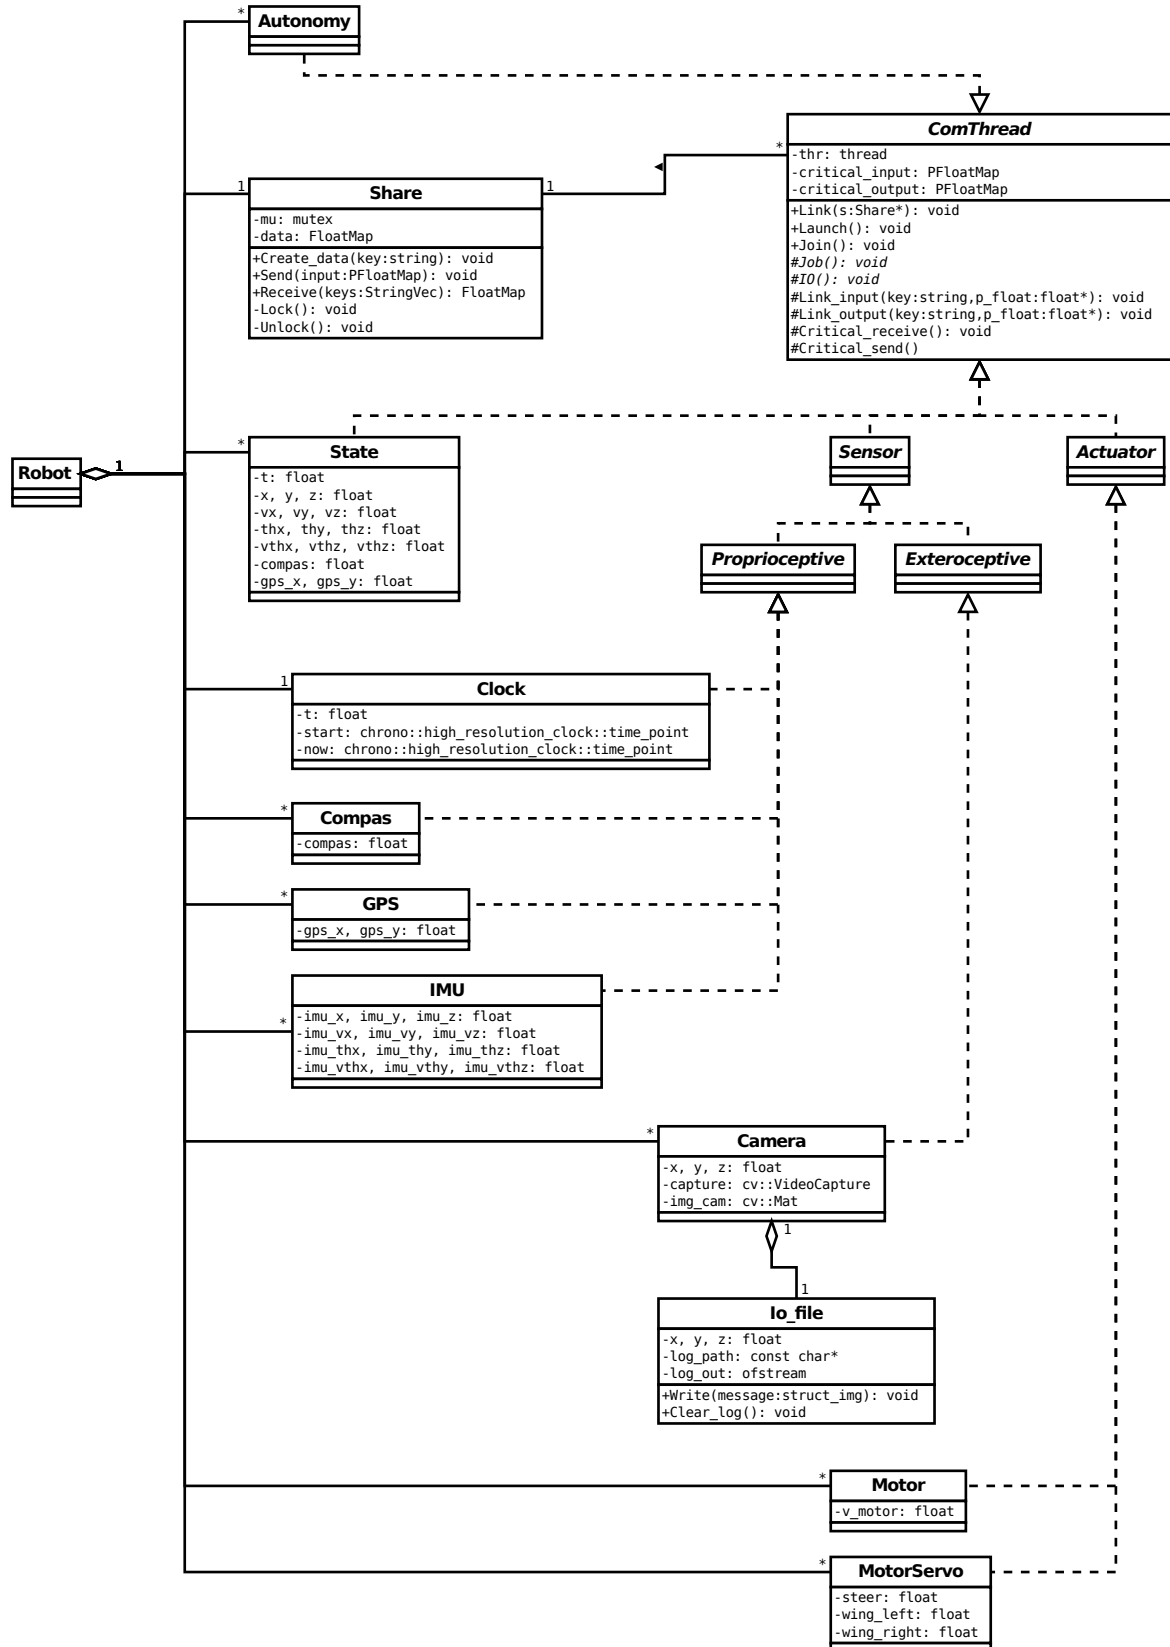 *
Autonomy
ComThread
*
-thr: thread
-critical_input: PFloatMap
-critical_output: PFloatMap
+Link(s:Share*): void
+Launch(): void
+Join(): void
#Job(): void
#IO(): void
#Link_input(key:string,p_float:float*): void
#Link_output(key:string,p_float:float*): void
#Critical_receive(): void
#Critical_send()
1
Share
1
-mu: mutex
-data: FloatMap
+Create_data(key:string): void
+Send(input:PFloatMap): void
+Receive(keys:StringVec): FloatMap
-Lock(): void
-Unlock(): void
Robot
1
*
State
-t: float
-x, y, z: float
-vx, vy, vz: float
-thx, thy, thz: float
-vthx, vthz, vthz: float
-compas: float
-gps_x, gps_y: float
Sensor
Actuator
Proprioceptive
Exteroceptive
1
Clock
-t: float
-start: chrono::high_resolution_clock::time_point
-now: chrono::high_resolution_clock::time_point
*
Compas
-compas: float
*
GPS
-gps_x, gps_y: float
*
IMU
-imu_x, imu_y, imu_z: float
-imu_vx, imu_vy, imu_vz: float
-imu_thx, imu_thy, imu_thz: float
-imu_vthx, imu_vthy, imu_vthz: float
*
Camera
-x, y, z: float
-capture: cv::VideoCapture
-img_cam: cv::Mat
1
1
Io_file
-x, y, z: float
-log_path: const char*
-log_out: ofstream
+Write(message:struct_img): void
+Clear_log(): void
*
Motor
-v_motor: float
*
MotorServo
-steer: float
-wing_left: float
-wing_right: float